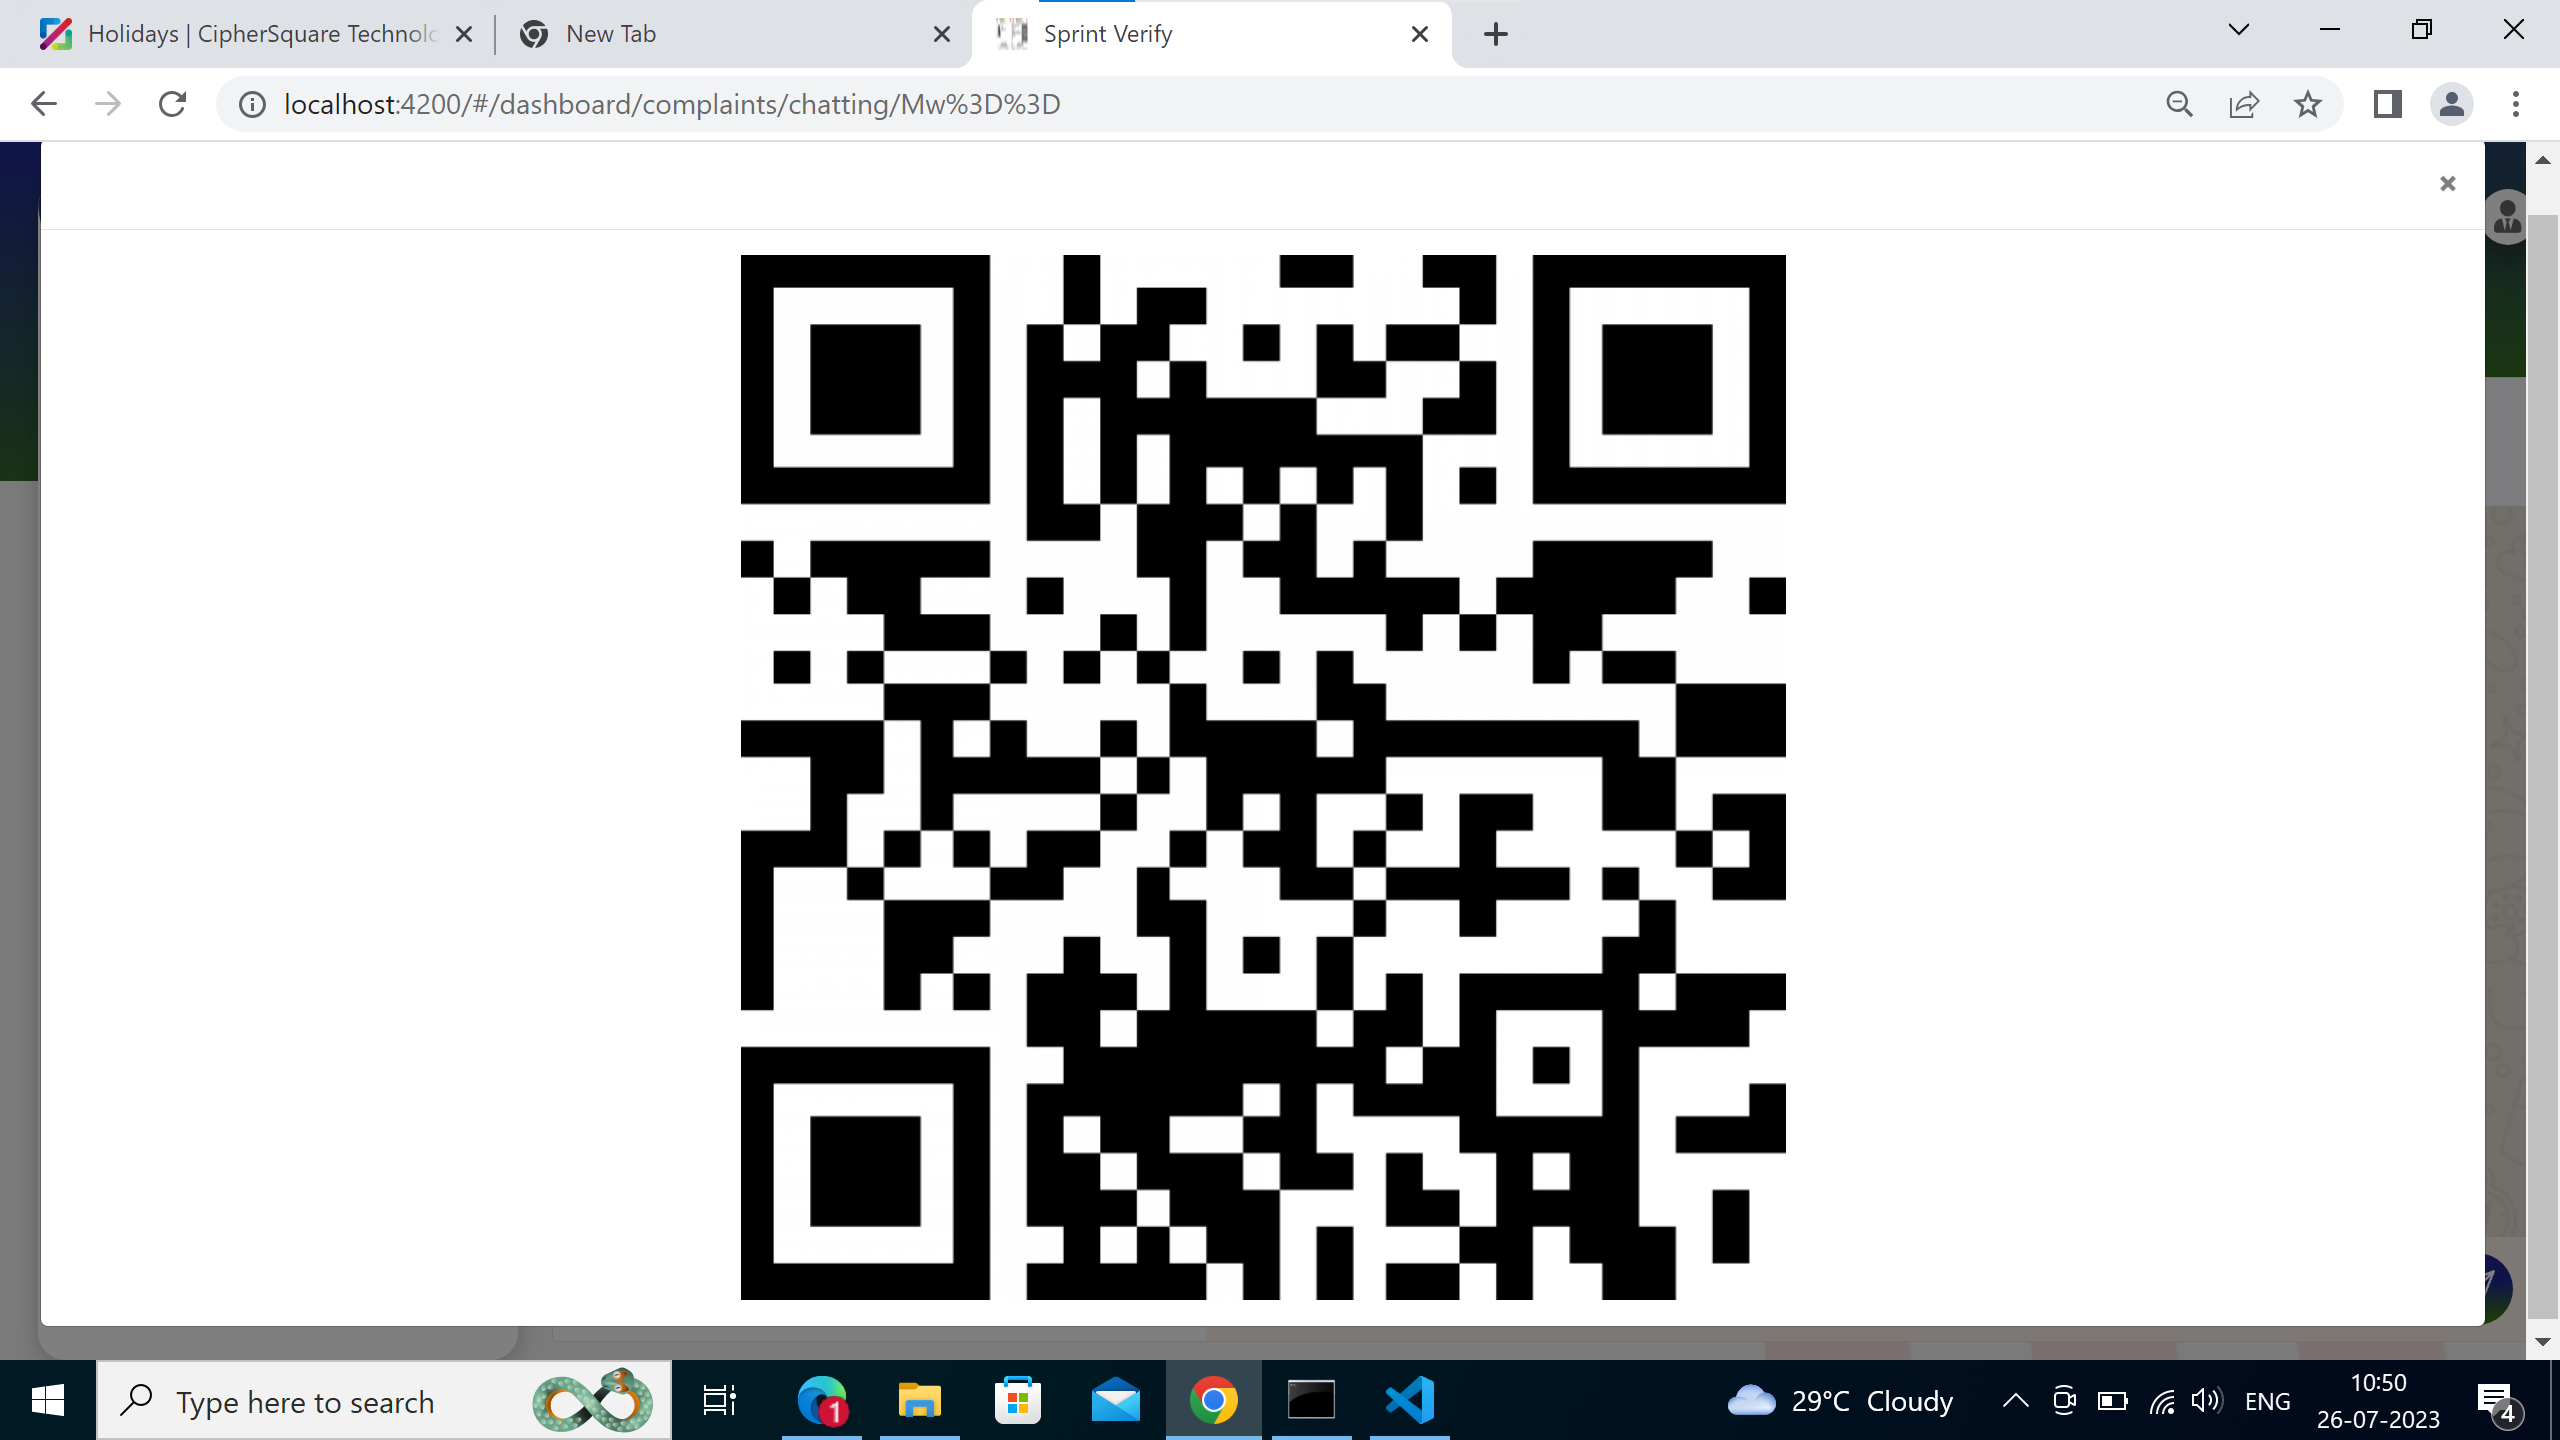 Holidays | CipherSquare Technolo
New Tab
Sprint Verify
localhost:4200/#/dashboard/complaints/chatting/Mw%3D%3D
Type here to search
1
29°C Cloudy
ENG
10:50
26-07-2023
4